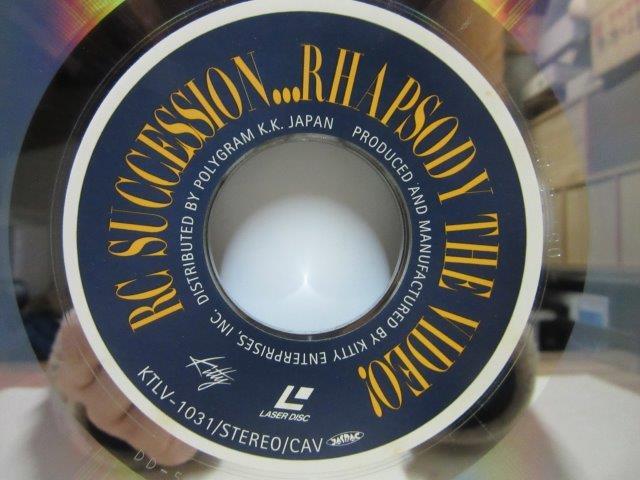 RC SUCCESSION...RHAPSODY THE VIDEO!
DISTRIBUTED BY POLYGRAM K.K. JAPAN
PRODUCED AND MANUFACTURED BY KITTY ENTERPRISES, INC.
Kitty
LASER DISC
KTLV-1031/STEREO/CAV